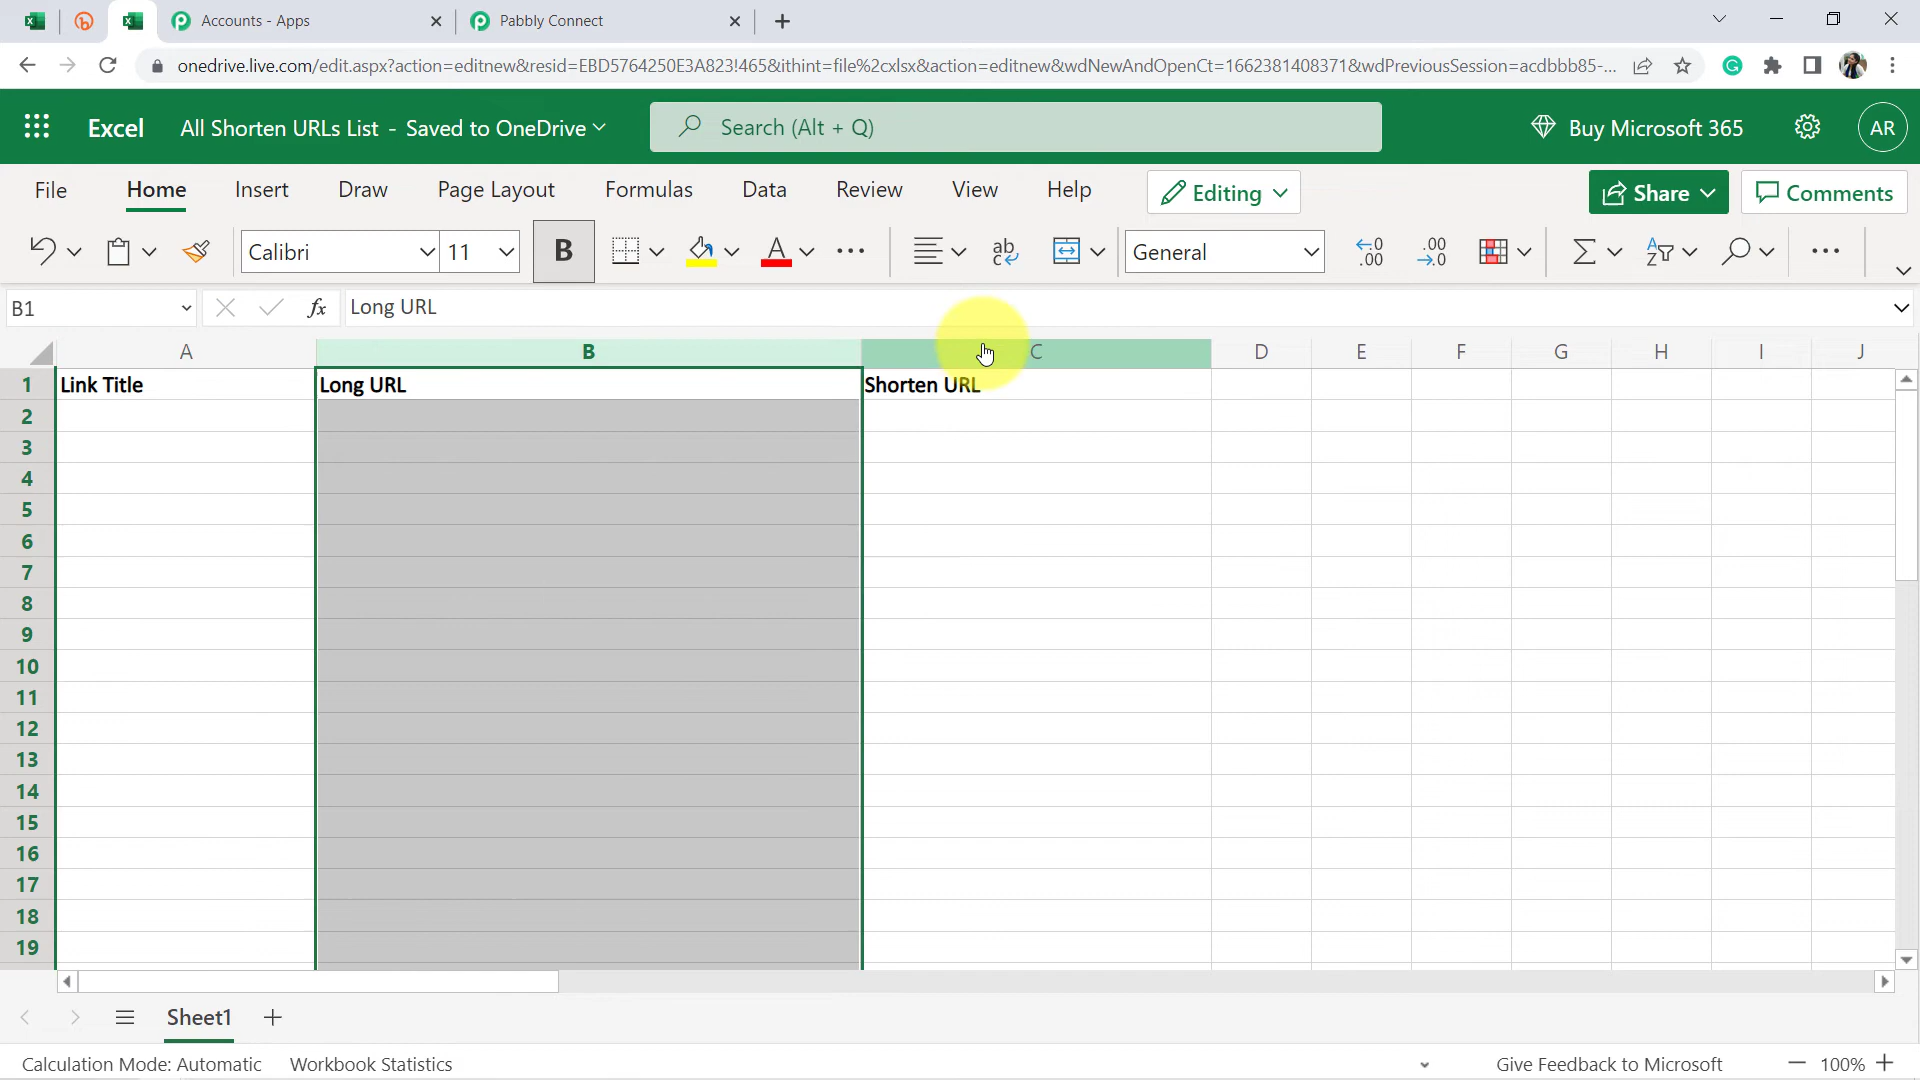 Accounts - Apps
Pabbly Connect
onedrive.live.com/edit.aspx?action=editnew&resid=EBD5764250E3A823!465&ithint=file%2cxlsx&action=editnew&wdNewAndOpenCt=1662381408371&wdPreviousSession=acdbbb85-...
Excel All Shorten URLs List - Saved to OneDrive Search (Alt + Q) Buy Microsoft 365 AR
File Home Insert Draw Page Layout Formulas Data Review View Help Editing Share Comments
Calibri 11 B A ab c General .00 .00 A Z
B1 fx Long URL
A B C D E F G H I J
1 Link Title Long URL Shorten URL
2
3
4
5
6
7
8
9
10
11
12
13
14
15
16
17
18
19
Sheet1
Calculation Mode: Automatic Workbook Statistics Give Feedback to Microsoft 100%